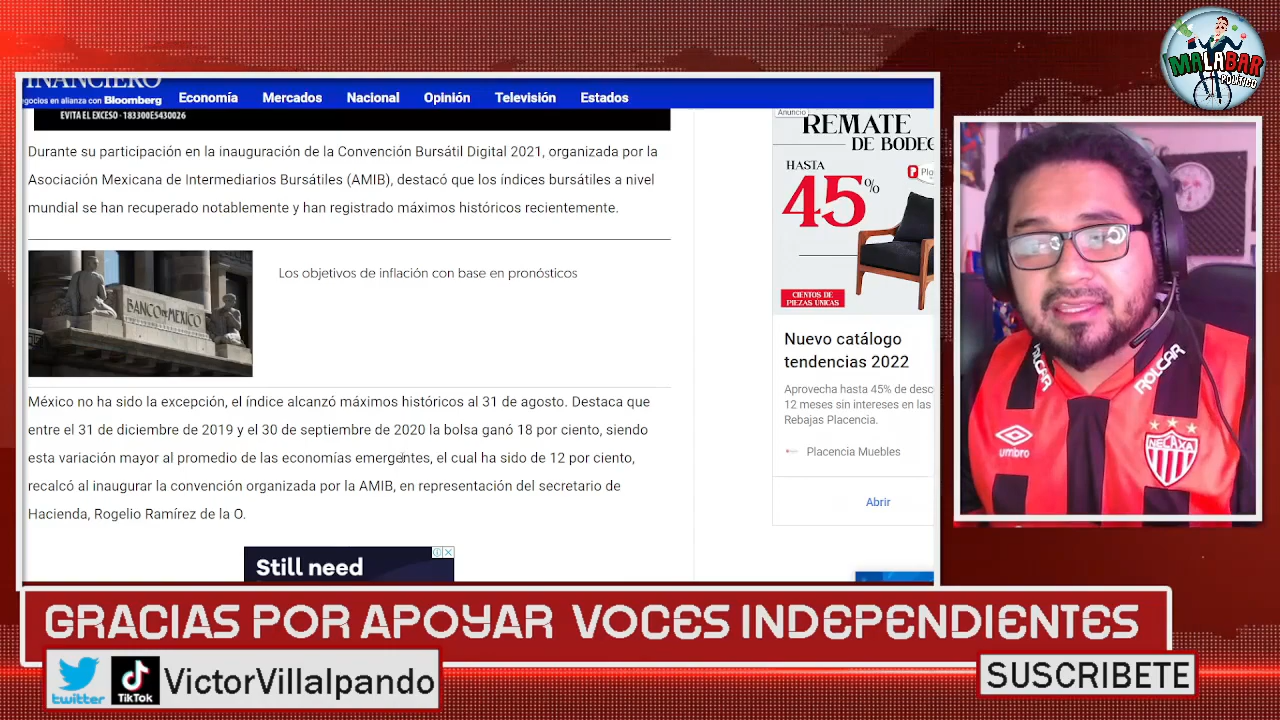 MALABAR
POLÍTICO
INANCIERO
negocios en alianza con Bloomberg
Economía
Mercados
Nacional
Opinión
Televisión
Estados
EVITA EL EXCESO - 183300E5430026
Durante su participación en la inauguración de la Convención Bursátil Digital 2021, organizada por la
Asociación Mexicana de Intermediarios Bursátiles (AMIB), destacó que los índices bursátiles a nivel
mundial se han recuperado notablemente y han registrado máximos históricos recientemente.
BANCO DE MEXICO
Los objetivos de inflación con base en pronósticos
México no ha sido la excepción, el índice alcanzó máximos históricos al 31 de agosto. Destaca que
entre el 31 de diciembre de 2019 y el 30 de septiembre de 2020 la bolsa ganó 18 por ciento, siendo
esta variación mayor al promedio de las economías emergentes, el cual ha sido de 12 por ciento,
recalcó al inaugurar la convención organizada por la AMIB, en representación del secretario de
Hacienda, Rogelio Ramírez de la O.
Still need
Anuncio
REMATE
DE BODEG
HASTA
45%
Pla
CIENTOS DE
PIEZAS ÚNICAS
Nuevo catálogo
tendencias 2022
Aprovecha hasta 45% de desc
12 meses sin intereses en las
Rebajas Placencia.
Placencia Muebles
Abrir
ROLCAR
ROLCAR
umbro
NECAXA
GRACIAS POR APOYAR VOCES INDEPENDIENTES
twitter
TikTok
VictorVillalpando
SUSCRIBETE